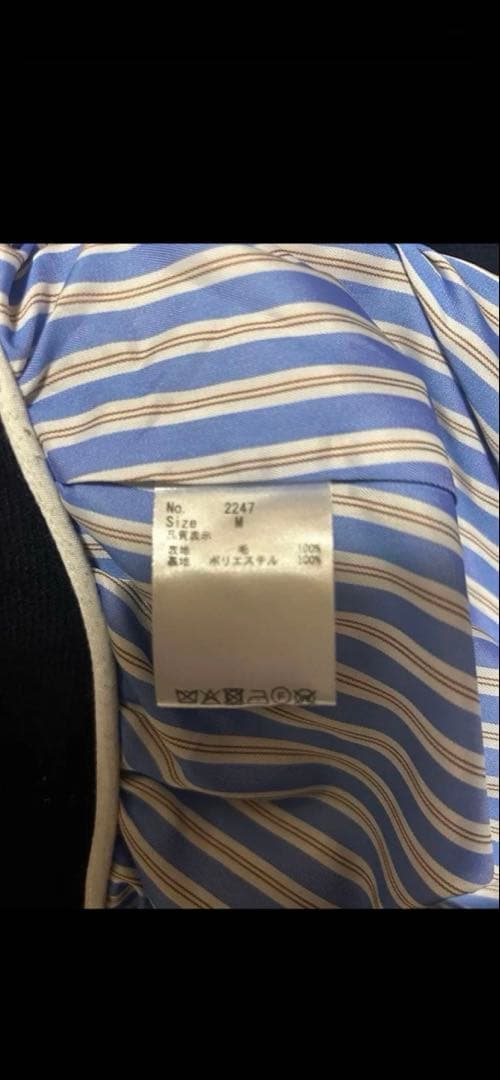 No. 2247
Size M
品質表示
表地 毛 100%
裏地 ポリエステル 100%